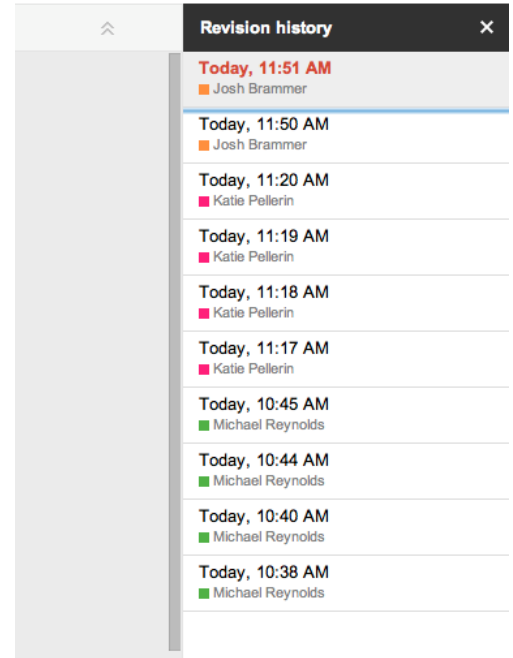 Revision history
Today, 11:51 AM
Josh Brammer
Today, 11:50 AM
Josh Brammer
Today, 11:20 AM
Katie Pellerin
Today, 11:19 AM
Katie Pellerin
Today, 11:18 AM
Katie Pellerin
Today, 11:17 AM
Katie Pellerin
Today, 10:45 AM
Michael Reynolds
Today, 10:44 AM
Michael Reynolds
Today, 10:40 AM
Michael Reynolds
Today, 10:38 AM
Michael Reynolds